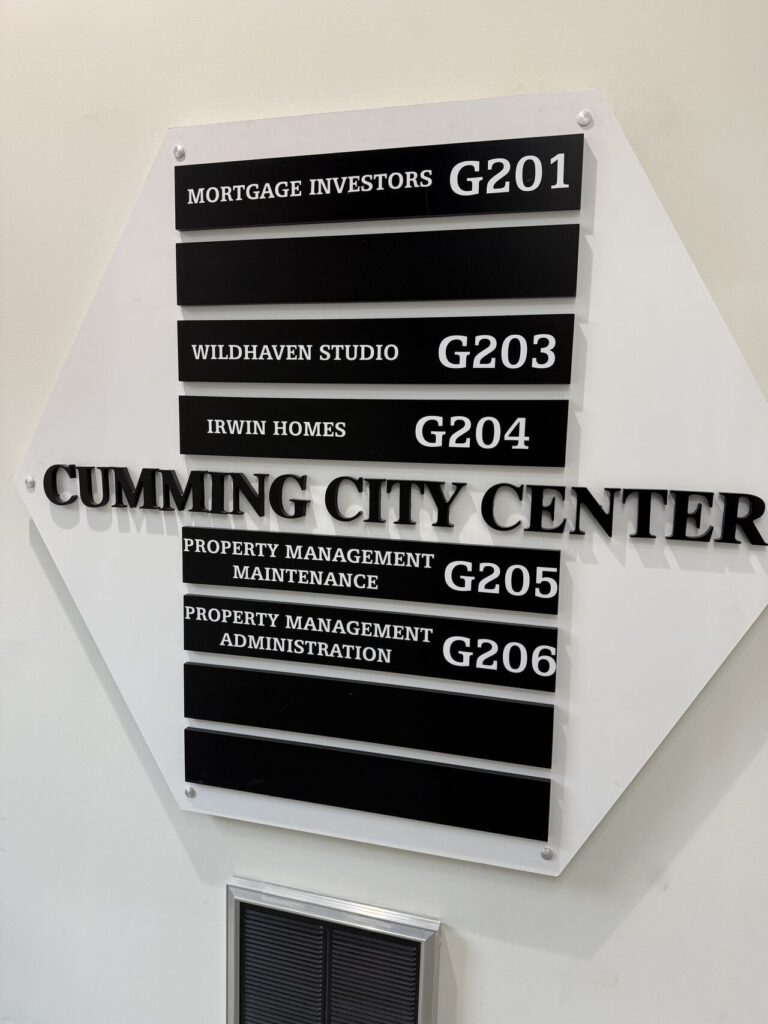 MORTGAGE INVESTORS G201
WILDHAVEN STUDIO G203
IRWIN HOMES G204
CUMMING CITY CENTER
PROPERTY MANAGEMENT
MAINTENANCE G205
PROPERTY MANAGEMENT
ADMINISTRATION G206